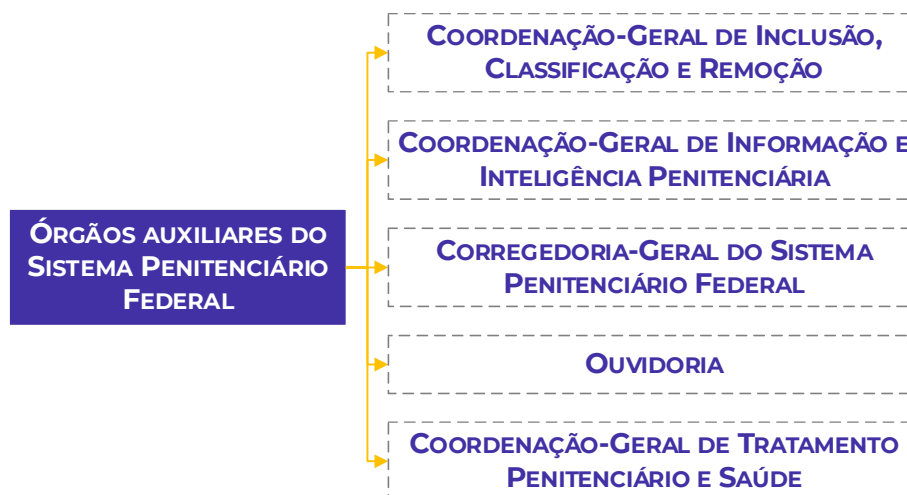 Coordenação-Geral de Inclusão,
Classificação e Remoção
Coordenação-Geral de Informação e
Inteligência Penitenciária
Órgãos auxiliares do
Sistema Penitenciário
Federal
Corregedoria-Geral do Sistema
Penitenciário Federal
Ouvidoria
Coordenação-Geral de Tratamento
Penitenciário e Saúde